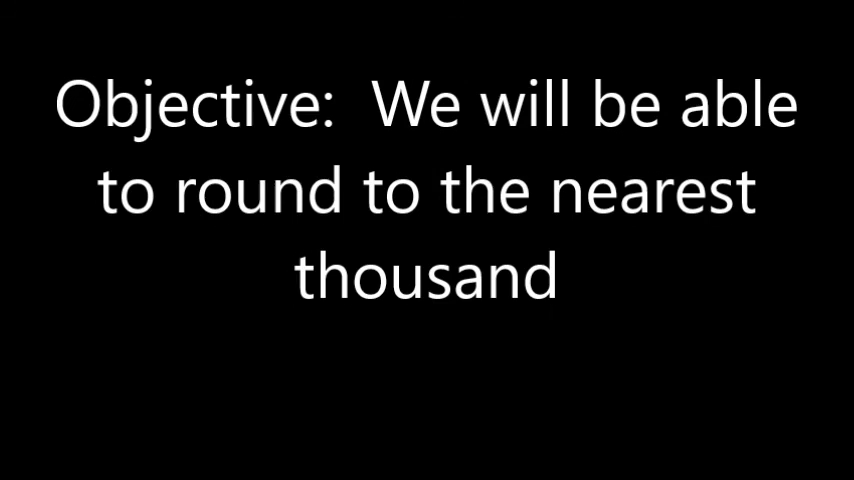 Objective:  We will be able
to round to the nearest
thousand